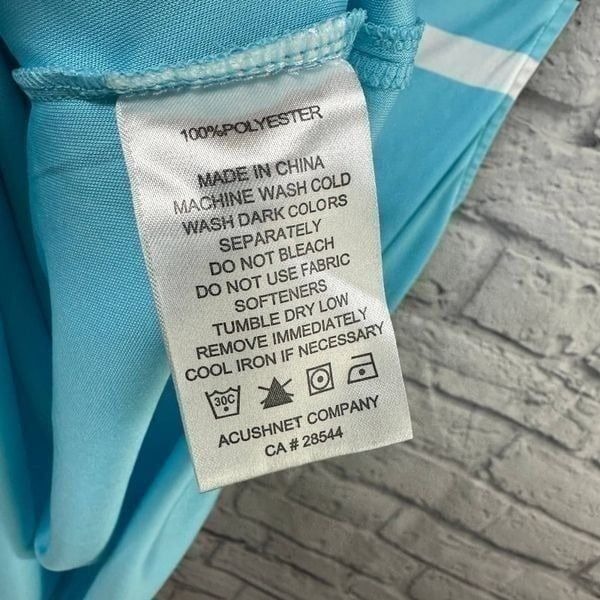 100%POLYESTER
MADE IN CHINA
MACHINE WASH COLD
WASH DARK COLORS
SEPARATELY
DO NOT BLEACH
DO NOT USE FABRIC
SOFTENERS
TUMBLE DRY LOW
REMOVE IMMEDIATELY
COOL IRON IF NECESSARY
30C
ACUSHNET COMPANY
CA # 28544